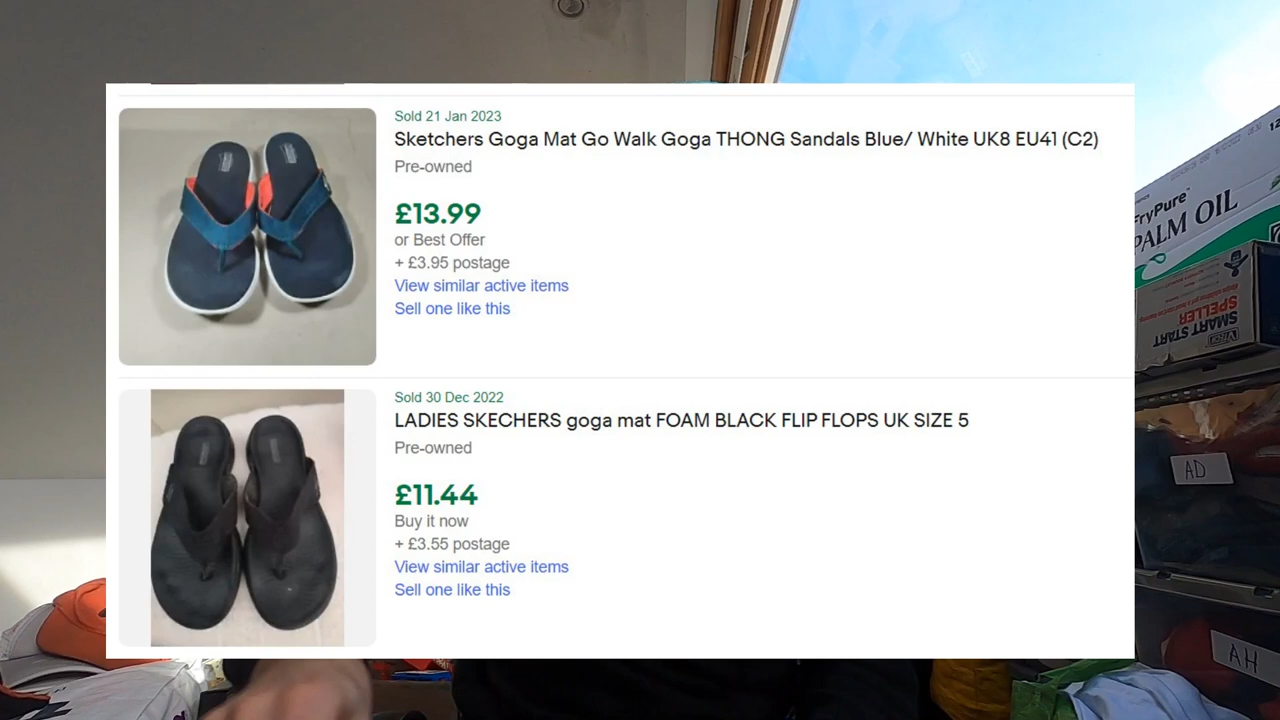 Sold 21 Jan 2023
Sketchers Goga Mat Go Walk Goga THONG Sandals Blue/ White UK8 EU41 (C2)
Pre-owned
£13.99
or Best Offer
+ £3.95 postage
View similar active items
Sell one like this
Sold 30 Dec 2022
LADIES SKECHERS goga mat FOAM BLACK FLIP FLOPS UK SIZE 5
Pre-owned
£11.44
Buy it now
+ £3.55 postage
View similar active items
Sell one like this
FryPure
PALM OIL
SMART START
SPELLER
AD
AH